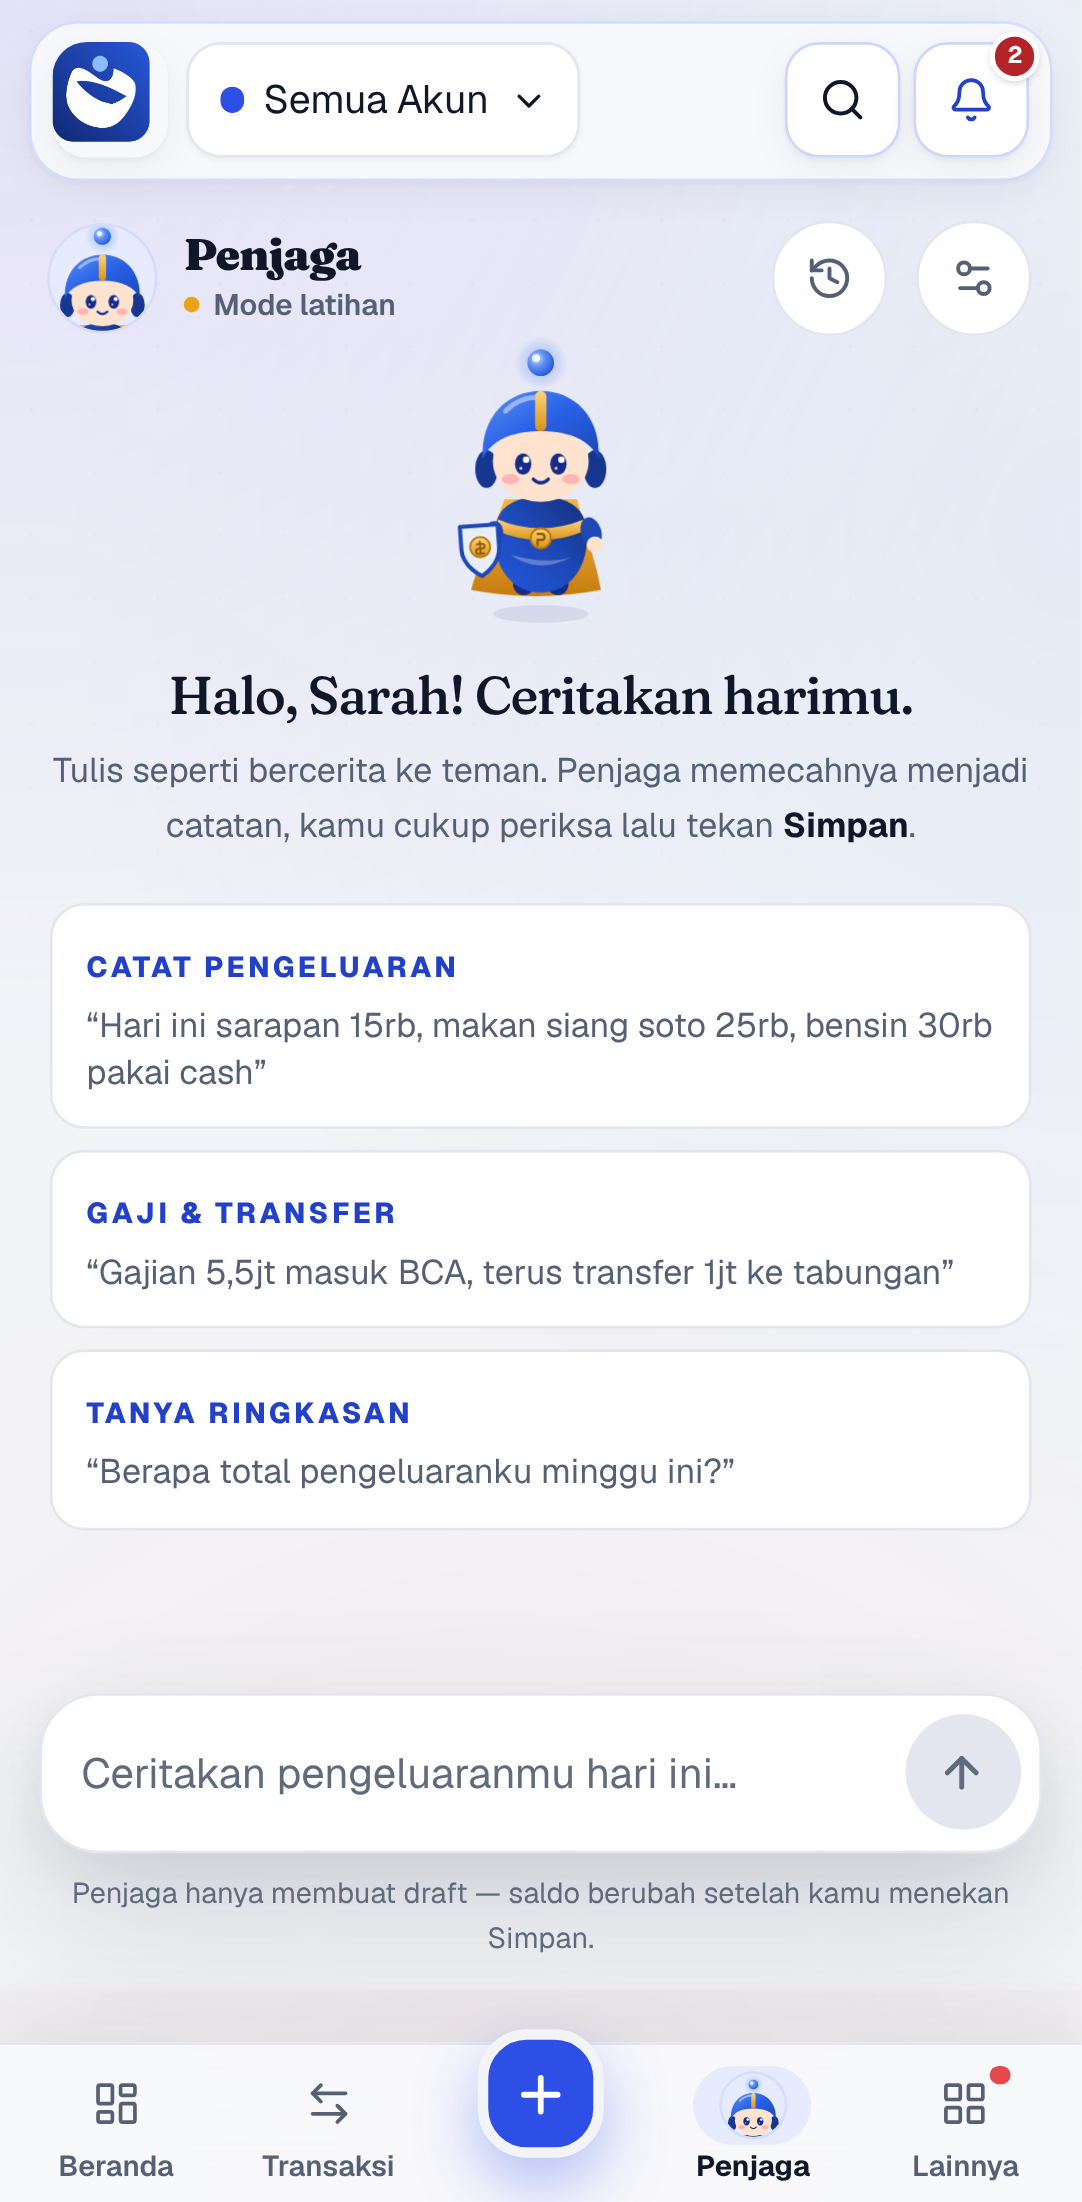 Semua Akun
2
Penjaga
Mode latihan
Halo, Sarah! Ceritakan harimu.
Tulis seperti bercerita ke teman. Penjaga memecahnya menjadi
catatan, kamu cukup periksa lalu tekan Simpan.
CATAT PENGELUARAN
“Hari ini sarapan 15rb, makan siang soto 25rb, bensin 30rb
pakai cash”
GAJI & TRANSFER
“Gajian 5,5jt masuk BCA, terus transfer 1jt ke tabungan”
TANYA RINGKASAN
“Berapa total pengeluaranku minggu ini?”
Ceritakan pengeluaranmu hari ini...
Penjaga hanya membuat draft — saldo berubah setelah kamu menekan
Simpan.
Beranda
Transaksi
Penjaga
Lainnya